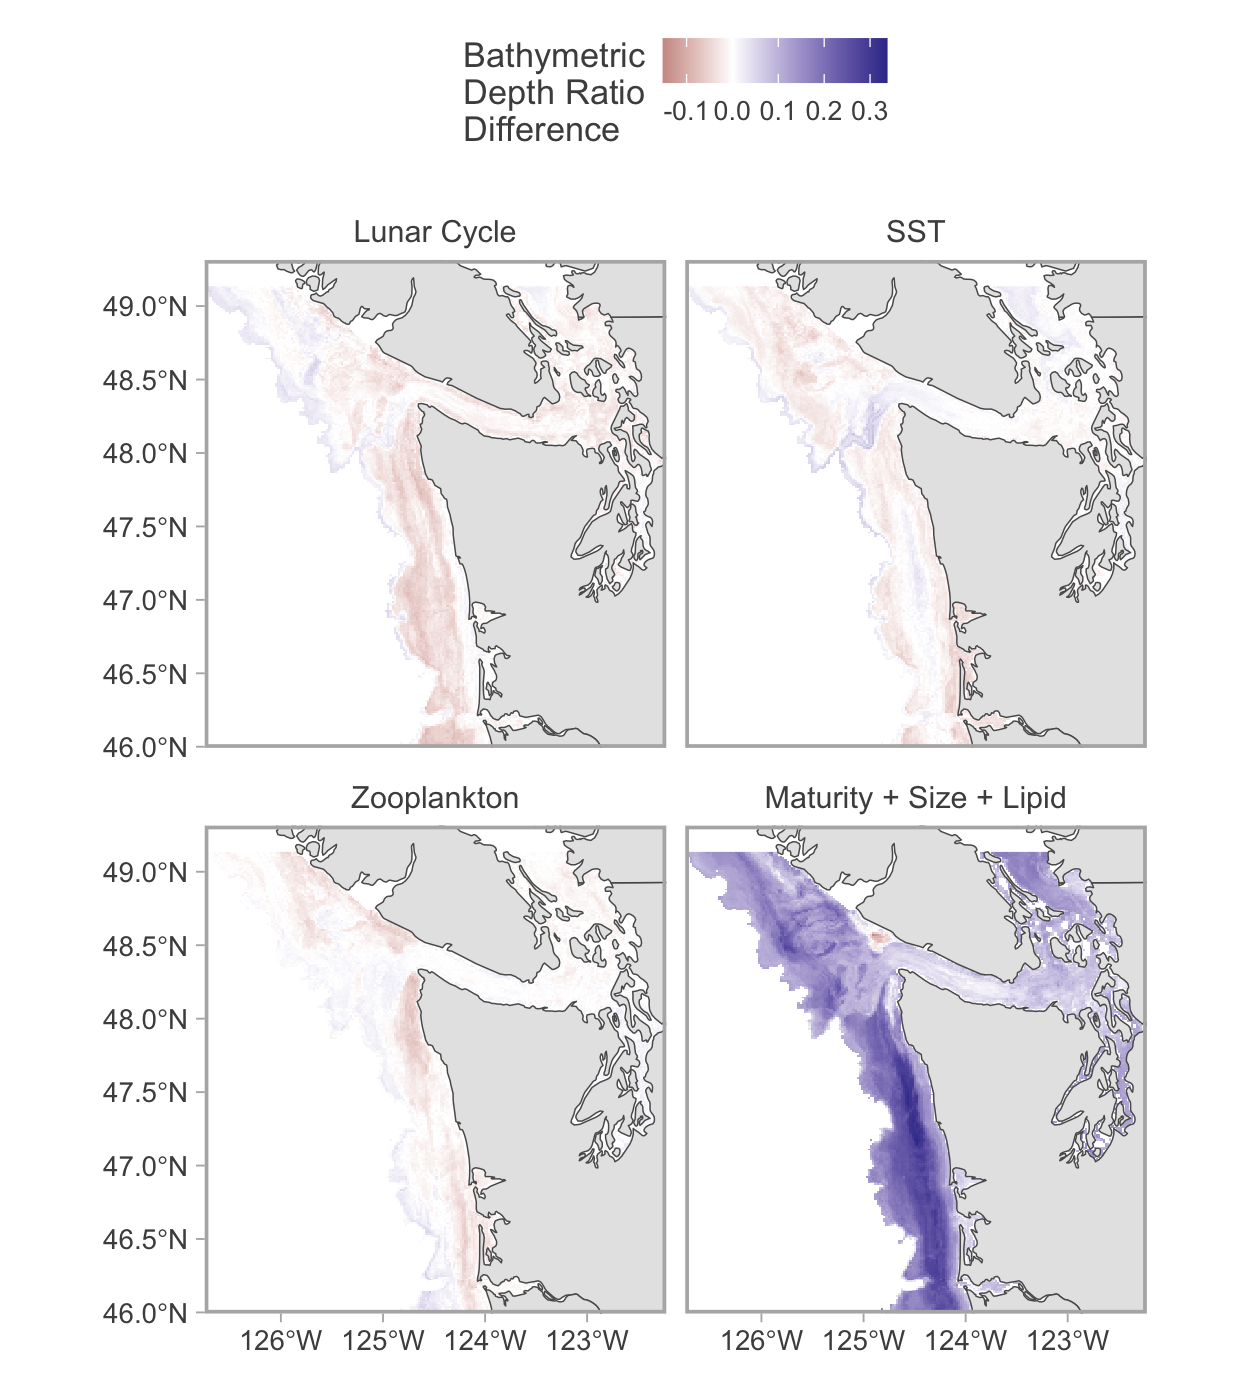 Bathymetric
Depth Ratio
Difference
-0.1 0.0 0.1 0.2 0.3
Lunar Cycle
SST
49.0°N
48.5°N
48.0°N
47.5°N
47.0°N
46.5°N
46.0°N
Zooplankton
Maturity + Size + Lipid
49.0°N
48.5°N
48.0°N
47.5°N
47.0°N
46.5°N
46.0°N
126°W 125°W 124°W 123°W
126°W 125°W 124°W 123°W